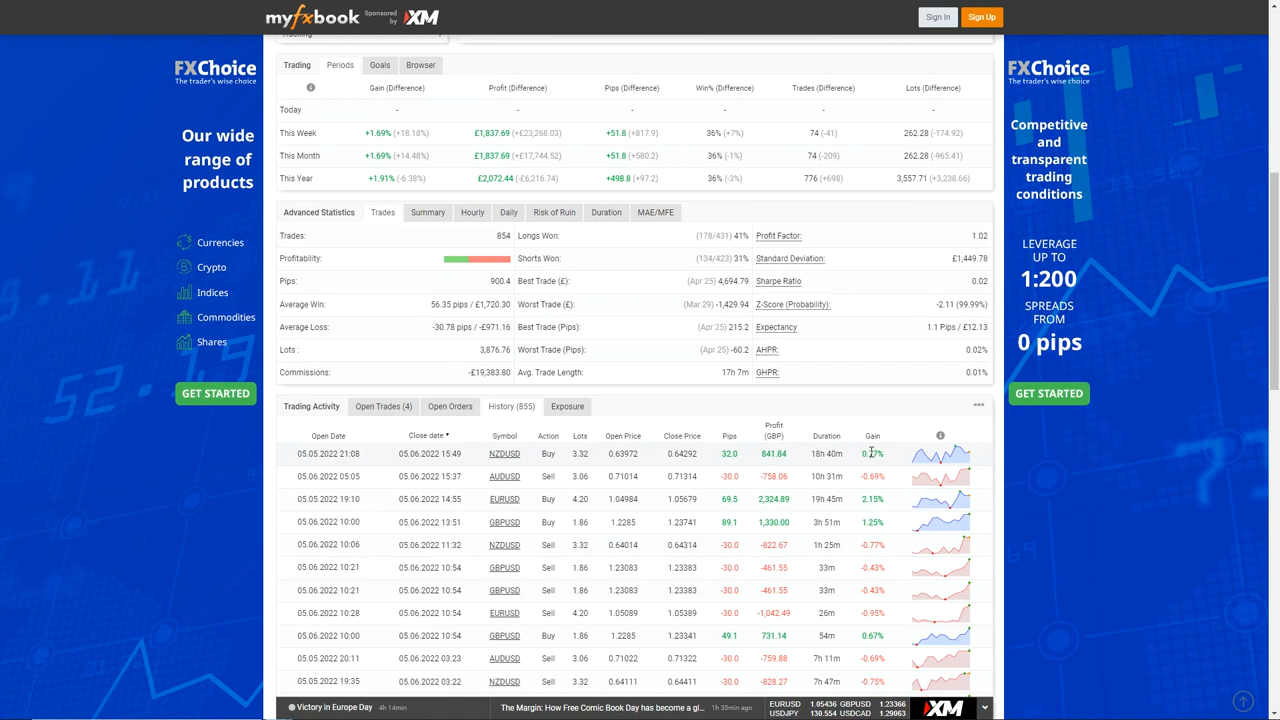 myfxbook Sponsored by XM Sign In Sign Up
FXChoice
The trader's wise choice
Our wide
range of
products
Currencies
Crypto
Indices
Commodities
Shares
GET STARTED
Trading Periods Goals Browser
Gain (Difference) Profit (Difference) Pips (Difference) Win% (Difference) Trades (Difference) Lots (Difference)
Today - - - - - -
This Week +1.69% (+18.18%) £1,837.69 (+£23,268.03) +51.8 (+817.9) 36% (+7%) 74 (-41) 262.28 (-174.92)
This Month +1.69% (+14.48%) £1,837.69 (+£17,744.52) +51.8 (+580.2) 36% (-1%) 74 (-209) 262.28 (-965.41)
This Year +1.91% (-6.38%) £2,072.44 (-£6,216.74) +498.8 (+97.2) 36% (-3%) 776 (+698) 3,557.71 (+3,238.66)
Advanced Statistics Trades Summary Hourly Daily Risk of Ruin Duration MAE/MFE
Trades: 854 Longs Won: (178/431) 41% Profit Factor: 1.02
Profitability: Shorts Won: (134/423) 31% Standard Deviation: £1,449.78
Pips: 900.4 Best Trade (£): (Apr 25) 4,694.79 Sharpe Ratio 0.02
Average Win: 56.35 pips / £1,720.30 Worst Trade (£): (Mar 29) -1,429.94 Z-Score (Probability): -2.11 (99.99%)
Average Loss: -30.78 pips / -£971.16 Best Trade (Pips): (Apr 25) 215.2 Expectancy 1.1 Pips / £12.13
Lots : 3,876.76 Worst Trade (Pips): (Apr 25) -60.2 AHPR: 0.02%
Commissions: -£19,383.80 Avg. Trade Length: 17h 7m GHPR: 0.01%
Trading Activity Open Trades (4) Open Orders History (855) Exposure
Open Date Close date Symbol Action Lots Open Price Close Price Pips Profit (GBP) Duration Gain
05.05.2022 21:08 05.06.2022 15:49 NZDUSD Buy 3.32 0.63972 0.64292 32.0 841.84 18h 40m
05.06.2022 05:05 05.06.2022 15:37 AUDUSD Sell 3.06 0.71014 0.71314 -30.0 -758.06 10h 31m -0.69%
05.05.2022 19:10 05.06.2022 14:55 EURUSD Buy 4.20 1.04984 1.05679 69.5 2,324.89 19h 45m 2.15%
05.06.2022 10:00 05.06.2022 13:51 GBPUSD Buy 1.86 1.2285 1.23741 89.1 1,330.00 3h 51m 1.25%
05.06.2022 10:06 05.06.2022 11:32 NZDUSD Sell 3.32 0.64014 0.64314 -30.0 -822.67 1h 25m -0.77%
05.06.2022 10:21 05.06.2022 10:54 GBPUSD Sell 1.86 1.23083 1.23383 -30.0 -461.55 33m -0.43%
05.06.2022 10:21 05.06.2022 10:54 GBPUSD Sell 1.86 1.23083 1.23383 -30.0 -461.55 33m -0.43%
05.06.2022 10:28 05.06.2022 10:54 EURUSD Sell 4.20 1.05089 1.05389 -30.0 -1,042.49 26m -0.95%
05.06.2022 10:00 05.06.2022 10:54 GBPUSD Buy 1.86 1.2285 1.23341 49.1 731.14 54m 0.67%
05.05.2022 20:11 05.06.2022 03:23 AUDUSD Sell 3.06 0.71022 0.71322 -30.0 -759.88 7h 11m -0.69%
05.05.2022 19:35 05.06.2022 03:22 NZDUSD Sell 3.32 0.64111 0.64411 -30.0 -828.27 7h 47m -0.75%
Victory in Europe Day 4h 14min The Margin: How Free Comic Book Day has become a gl... 1h 35min ago EURUSD 1.05436 GBPUSD 1.23366 XM
USDJPY 130.554 USDCAD 1.29063
FXChoice
The trader's wise choice
Competitive
and
transparent
trading
conditions
LEVERAGE
UP TO
1:200
SPREADS
FROM
0 pips
GET STARTED